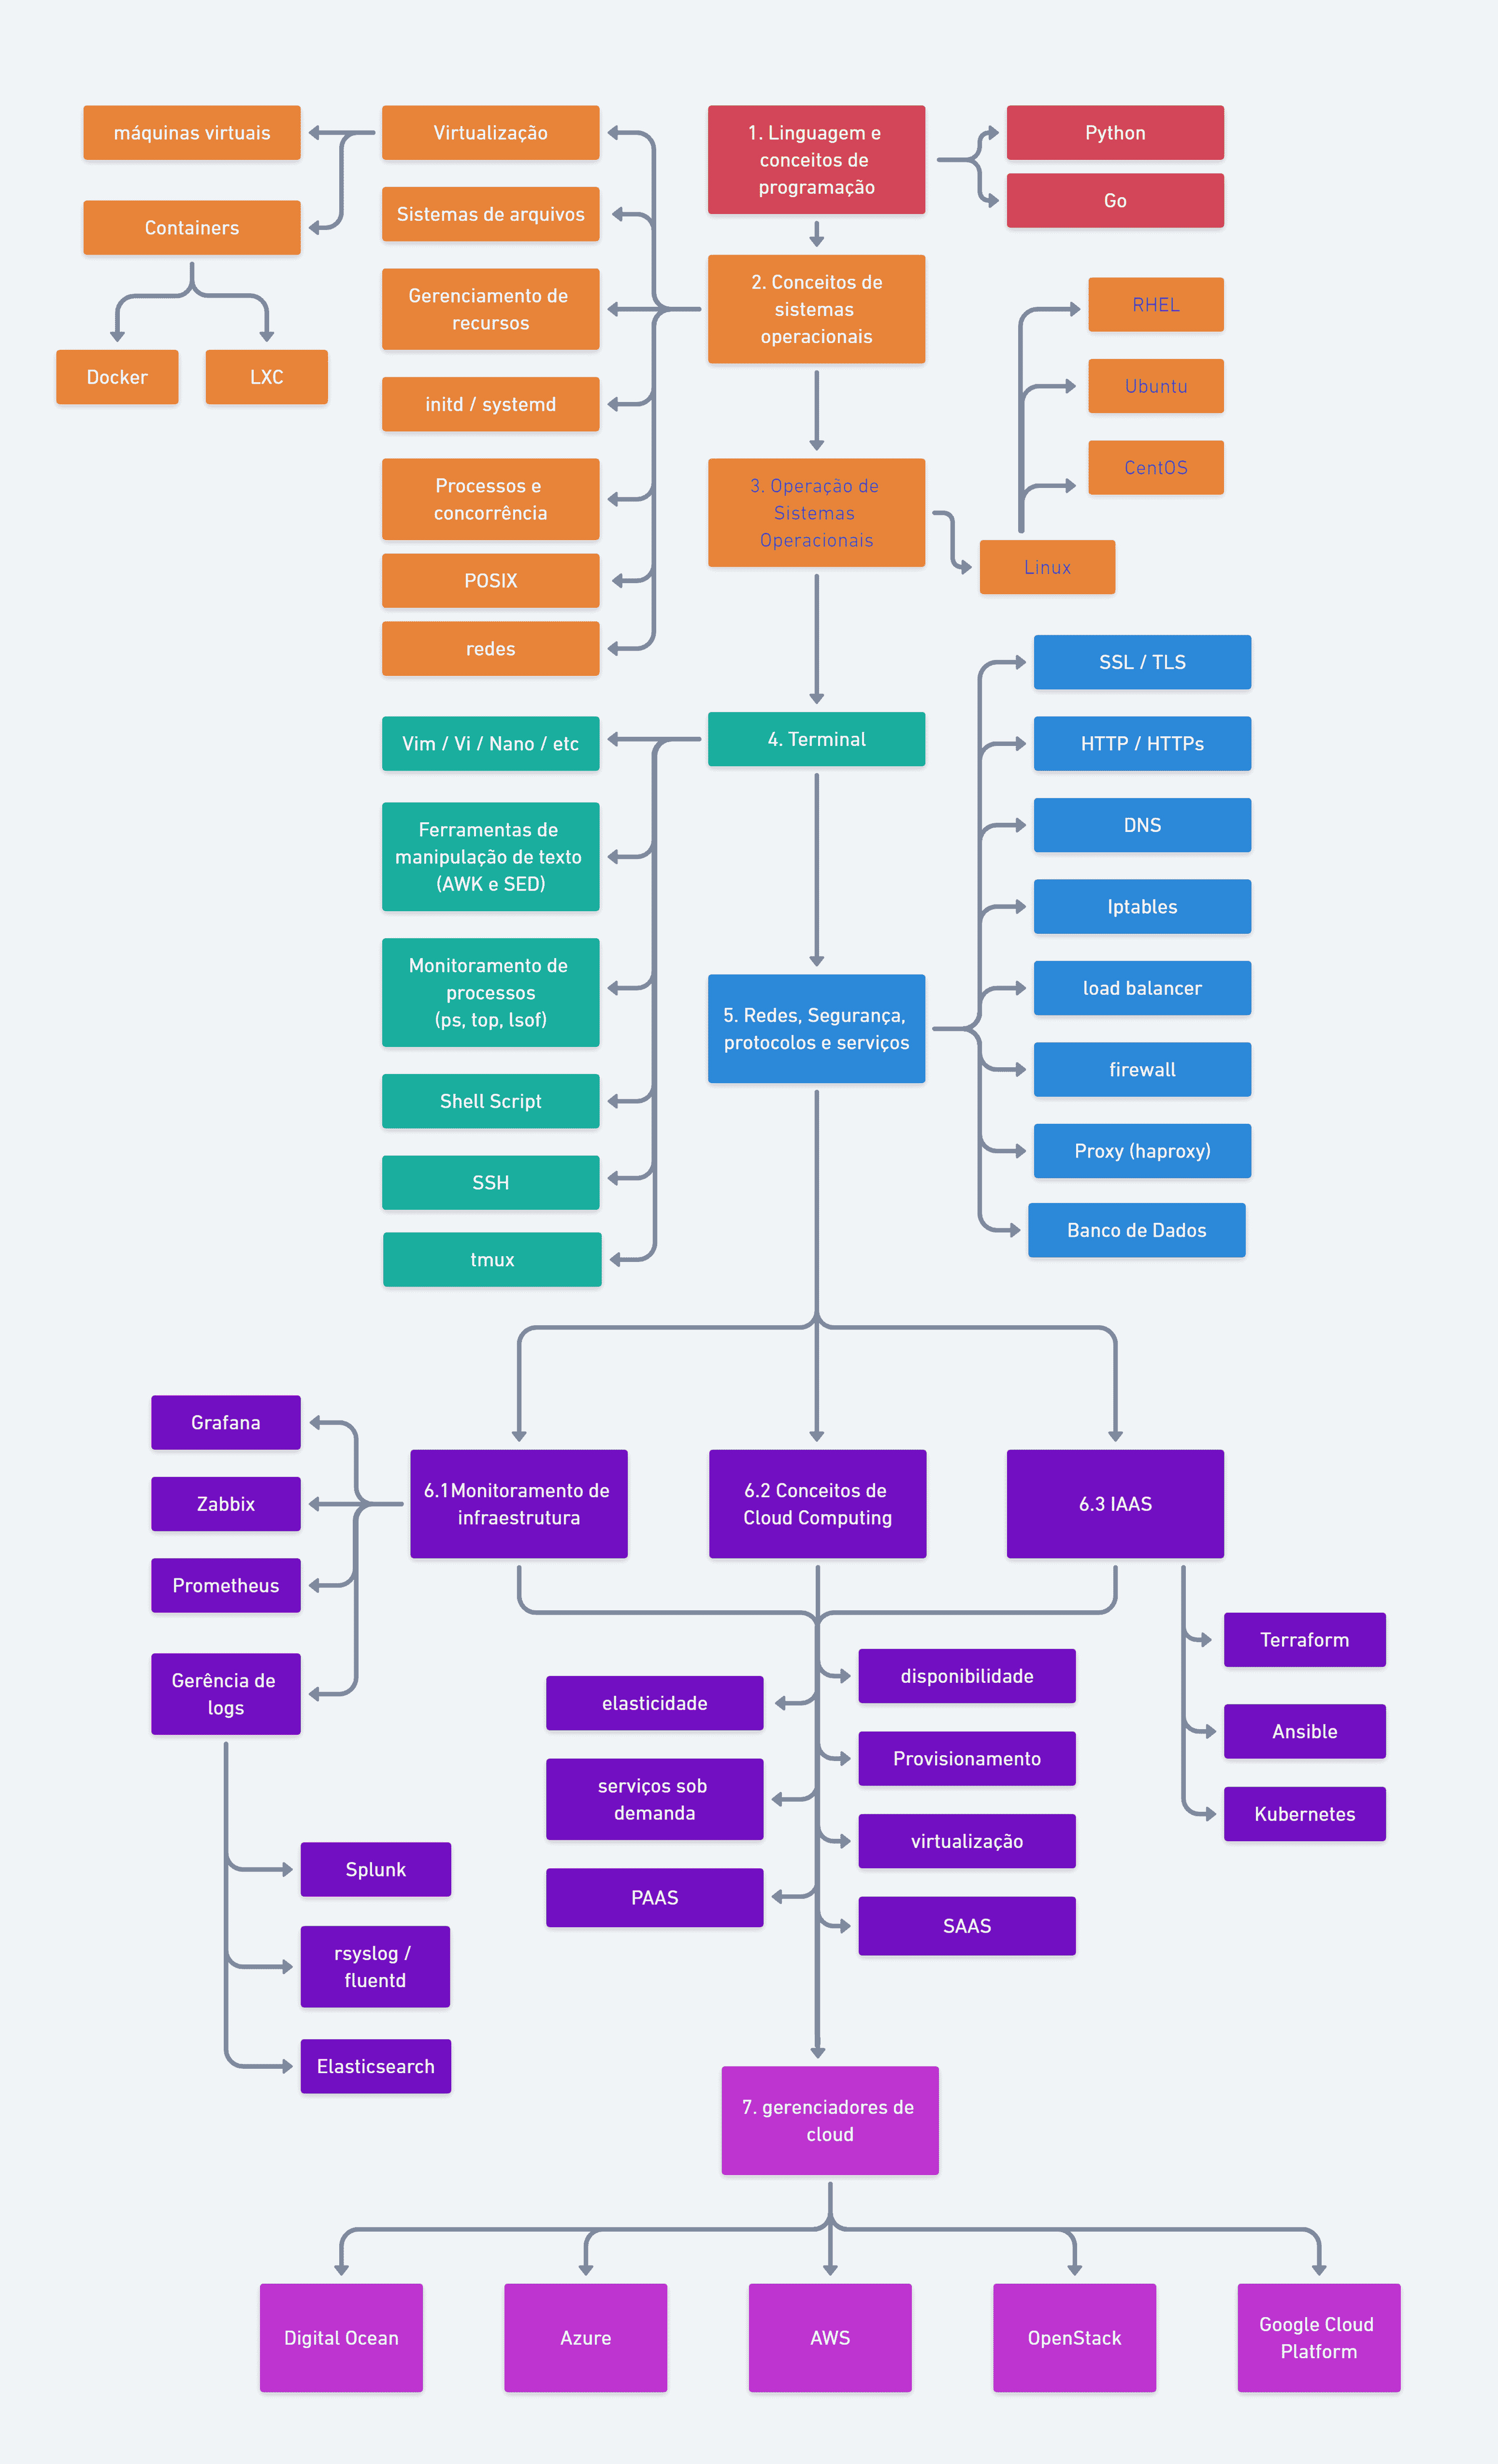 máquinas virtuais
Virtualização
1. Linguagem e
conceitos de
programação
Python
Go
Containers
Sistemas de arquivos
Docker
LXC
Gerenciamento de
recursos
2. Conceitos de
sistemas
operacionais
initd / systemd
Processos e
concorrência
POSIX
redes
3. Operação de
Sistemas
Operacionais
RHEL
Ubuntu
CentOS
Linux
4. Terminal
Vim / Vi / Nano / etc
Ferramentas de
manipulação de texto
(AWK e SED)
Monitoramento de
processos
(ps, top, lsof)
Shell Script
SSH
tmux
5. Redes, Segurança,
protocolos e serviços
SSL / TLS
HTTP / HTTPs
DNS
Iptables
load balancer
firewall
Proxy (haproxy)
Banco de Dados
6.1Monitoramento de
infraestrutura
Grafana
Zabbix
Prometheus
Gerência de
logs
Splunk
rsyslog /
fluentd
Elasticsearch
6.2 Conceitos de
Cloud Computing
elasticidade
serviços sob
demanda
PAAS
disponibilidade
Provisionamento
virtualização
SAAS
6.3 IAAS
Terraform
Ansible
Kubernetes
7. gerenciadores de
cloud
Digital Ocean
Azure
AWS
OpenStack
Google Cloud
Platform